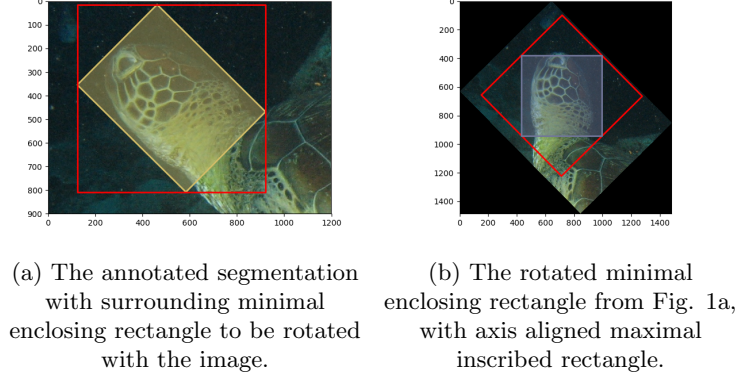 0
100
200
300
400
500
600
700
800
900
0 200 400 600 800 1000 1200
0
200
400
600
800
1000
1200
1400
0 200 400 600 800 1000 1200 1400
(a) The annotated segmentation
with surrounding minimal
enclosing rectangle to be rotated
with the image.
(b) The rotated minimal
enclosing rectangle from Fig. 1a,
with axis aligned maximal
inscribed rectangle.